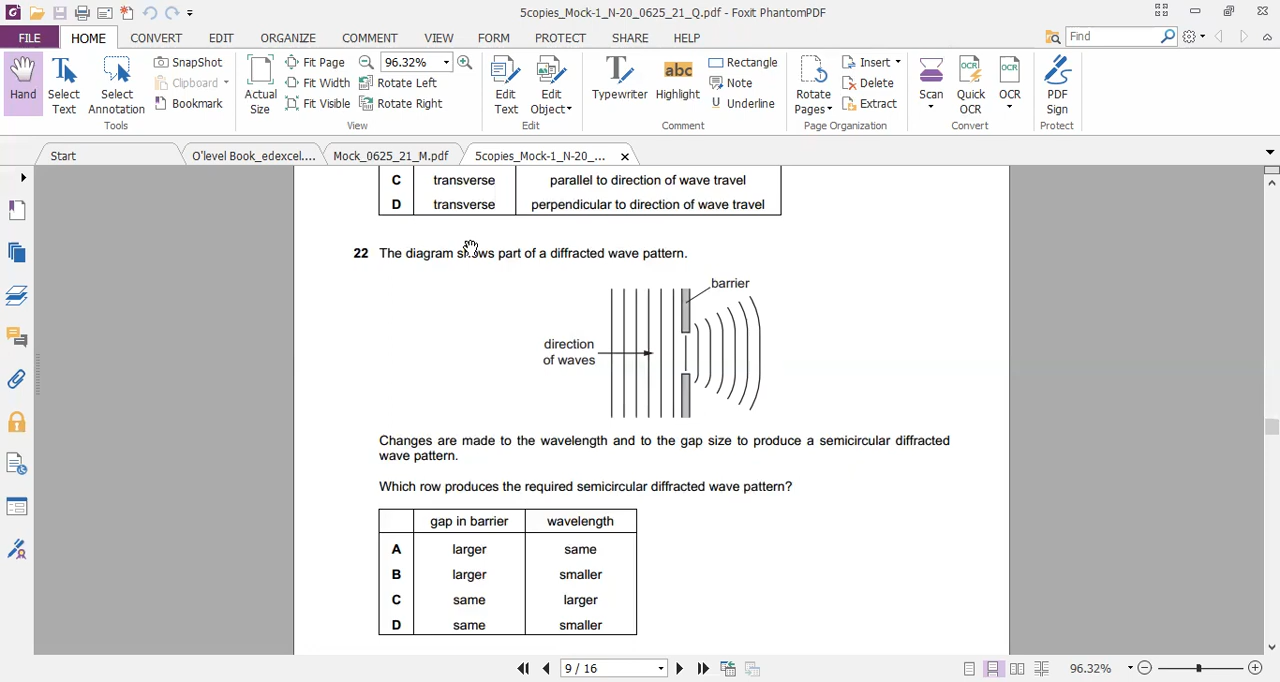 5copies_Mock-1_N-20_0625_21_Q.pdf - Foxit PhantomPDF
FILE HOME CONVERT EDIT ORGANIZE COMMENT VIEW FORM PROTECT SHARE HELP Find
Hand Select Text Select Annotation SnapShot Clipboard Bookmark Tools
Actual Size Fit Page Fit Width Fit Visible 96.32% Rotate Left Rotate Right View
Edit Text Edit Object Edit
Typewriter abc Highlight Rectangle Note U Underline Comment
Rotate Pages Insert Delete Extract Page Organization
Scan OCR Quick OCR OCR OCR Convert
PDF Sign Protect
Start O'level Book_edexcel.... Mock_0625_21_M.pdf 5copies_Mock-1_N-20_...
C transverse parallel to direction of wave travel
D transverse perpendicular to direction of wave travel
22 The diagram shows part of a diffracted wave pattern.
barrier
direction
of waves
Changes are made to the wavelength and to the gap size to produce a semicircular diffracted
wave pattern.
Which row produces the required semicircular diffracted wave pattern?
gap in barrier wavelength
A larger same
B larger smaller
C same larger
D same smaller
9 / 16 96.32%